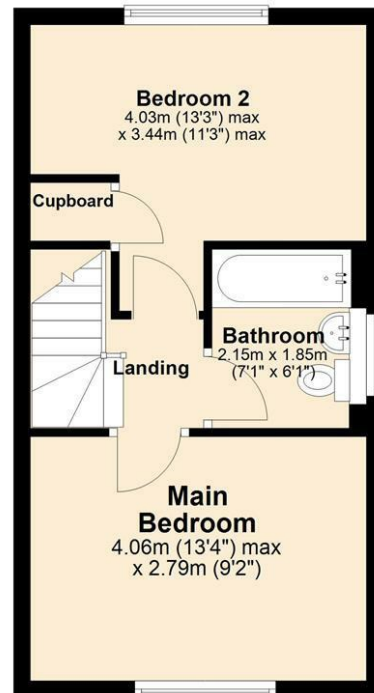 Bedroom 2
4.03m (13'3") max
x 3.44m (11'3") max
Cupboard
Bathroom
2.15m x 1.85m
(7'1" x 6'1")
Landing
Main
Bedroom
4.06m (13'4") max
x 2.79m (9'2")